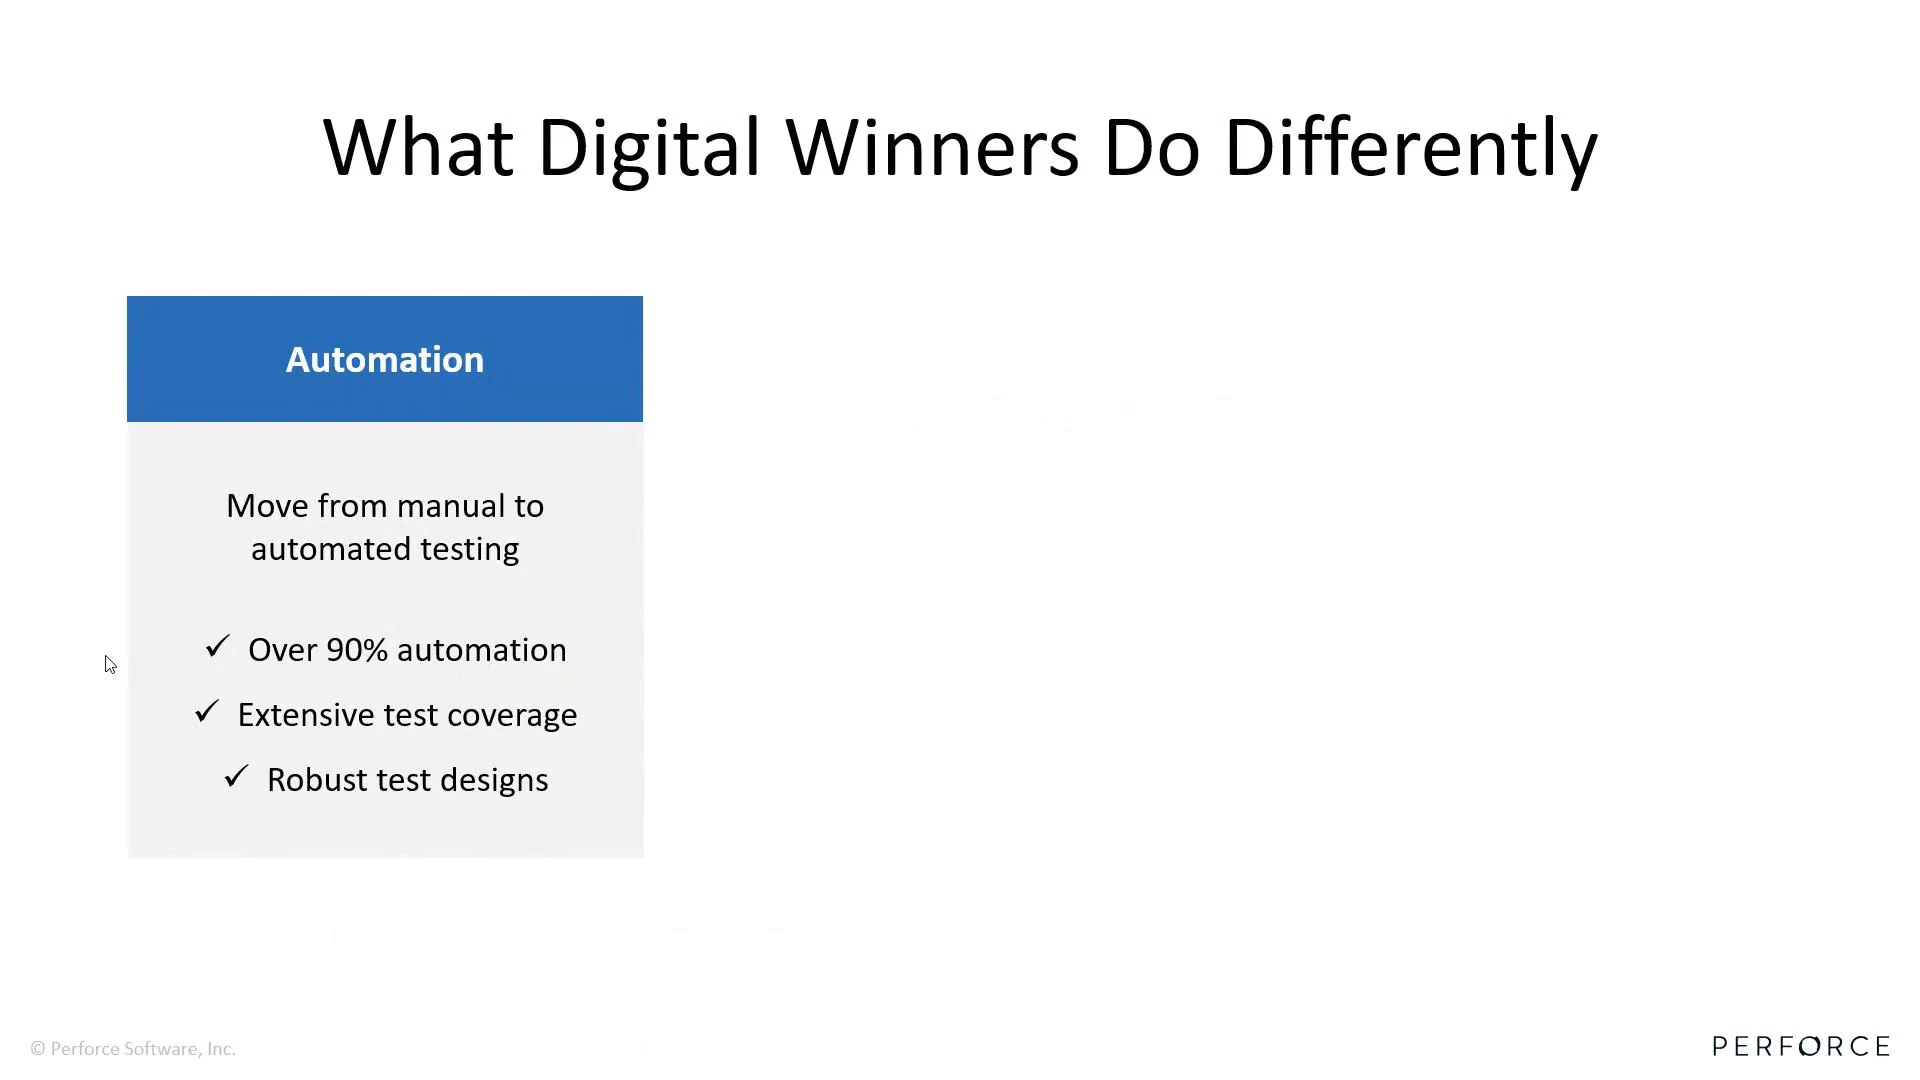 What Digital Winners Do Differently
Automation
Move from manual to
automated testing
✓ Over 90% automation
✓ Extensive test coverage
✓ Robust test designs
© Perforce Software, Inc.
PERFORCE